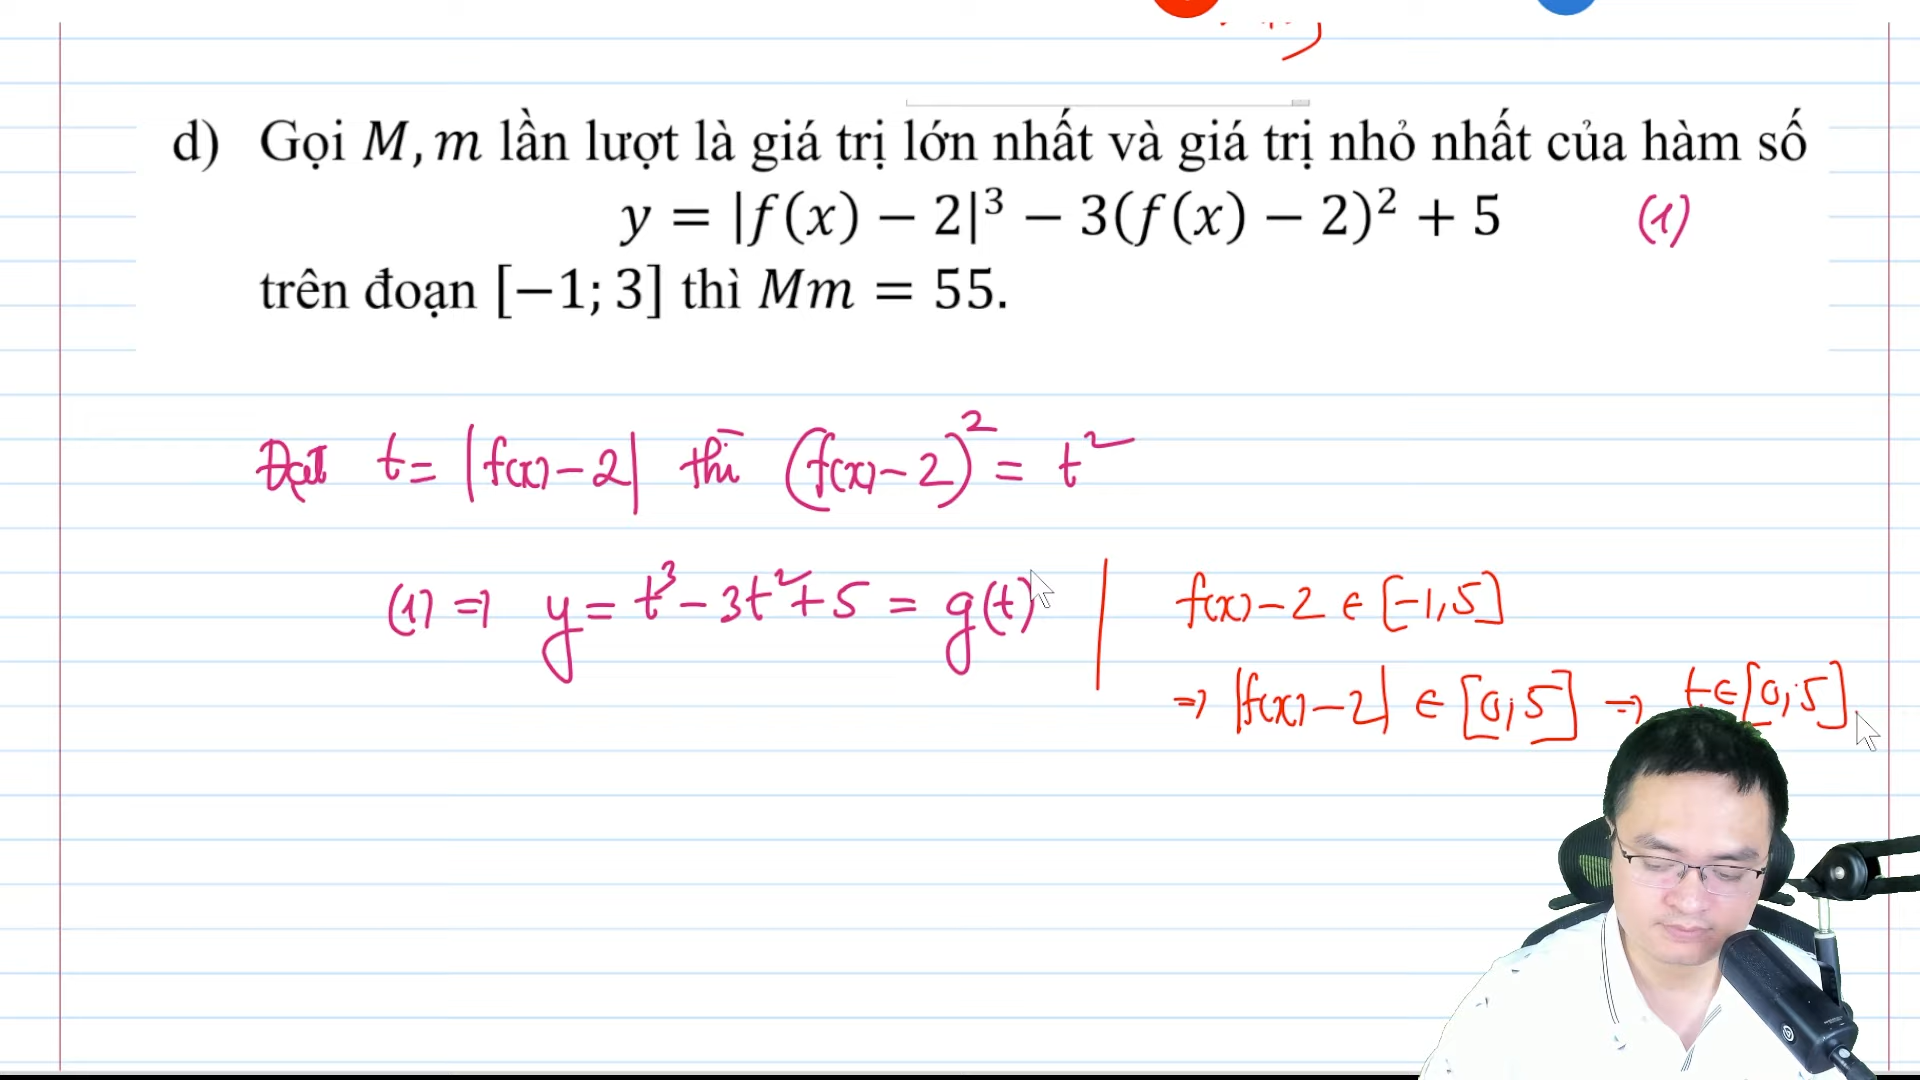 d) Gọi M, m lần lượt là giá trị lớn nhất và giá trị nhỏ nhất của hàm số
y = |f(x) − 2|³ − 3(f(x) − 2)² + 5 (1)
trên đoạn [−1; 3] thì Mm = 55.
Đặt t = |f(x) − 2| thì (f(x) − 2)² = t²
(1) ⇒ y = t³ − 3t² + 5 = g(t)
f(x) − 2 ∈ [−1, 5]
⇒ |f(x) − 2| ∈ [0; 5] ⇒ t ∈ [0; 5]